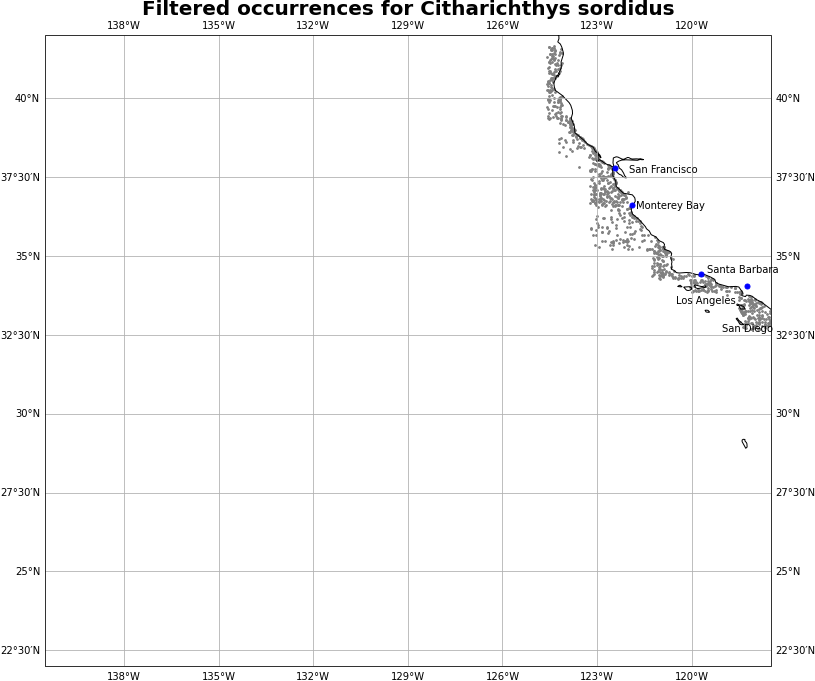 Filtered occurrences for Citharichthys sordidus
138°W 135°W 132°W 129°W 126°W 123°W 120°W
40°N 40°N
San Francisco
37°30′N 37°30′N
Monterey Bay
35°N 35°N
Santa Barbara
Los Angeles
San Diego
32°30′N 32°30′N
30°N 30°N
27°30′N 27°30′N
25°N 25°N
22°30′N 22°30′N
138°W 135°W 132°W 129°W 126°W 123°W 120°W